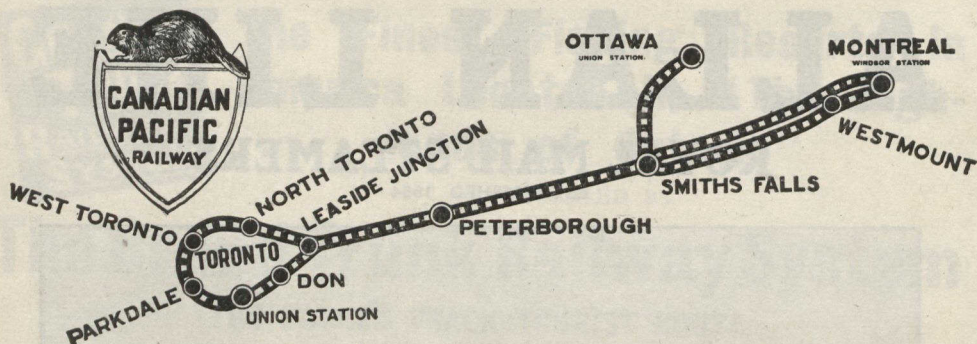 CANADIAN
PACIFIC
RAILWAY
OTTAWA
UNION STATION.
MONTREAL
WINDSOR STATION
WESTMOUNT
SMITHS FALLS
PETERBOROUGH
LEASIDE JUNCTION
NORTH TORONTO
WEST TORONTO
TORONTO
DON
UNION STATION
PARKDALE